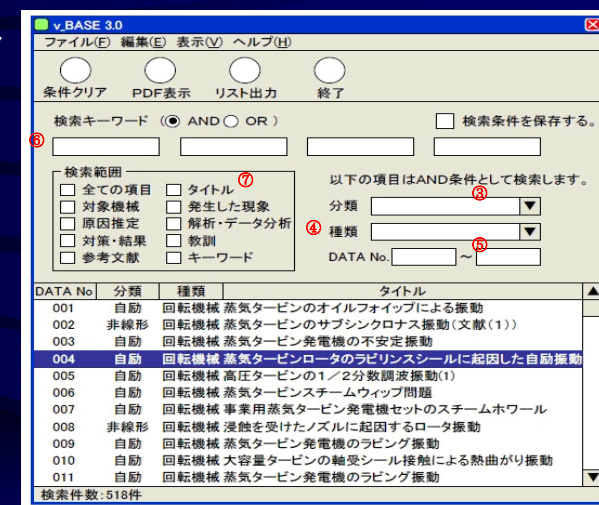 v_BASE 3.0
ファイル(F) 編集(E) 表示(V) ヘルプ(H)
条件クリア PDF表示 リスト出力 終了
検索キーワード (◉ AND ○ OR ) 検索条件を保存する。
⑥
検索範囲 ⑦
全ての項目 タイトル
対象機械 発生した現象
原因推定 解析・データ分析
対策・結果 教訓
参考文献 キーワード
以下の項目はAND条件として検索します。
③
分類
④ 種類
⑤
DATA No. ～
DATA No 分類 種類 タイトル
001 自励 回転機械 蒸気タービンのオイルフォイップによる振動
002 非線形 回転機械 蒸気タービンのサブシンクロナス振動(文献(1))
003 自励 回転機械 蒸気タービン発電機の不安定振動
004 自励 回転機械 蒸気タービンロータのラビリンスシールに起因した自励振動
005 自励 回転機械 高圧タービンの1/2分数調波振動(1)
006 自励 回転機械 蒸気タービンスチームウィップ問題
007 自励 回転機械 事業用蒸気タービン発電機セットのスチームホワール
008 非線形 回転機械 浸蝕を受けたノズルに起因するロータ振動
009 自励 回転機械 蒸気タービン発電機のラビング振動
010 自励 回転機械 大容量タービンの軸受シール接触による熱曲がり振動
011 自励 回転機械 蒸気タービン発電機のラビング振動
検索件数:518件